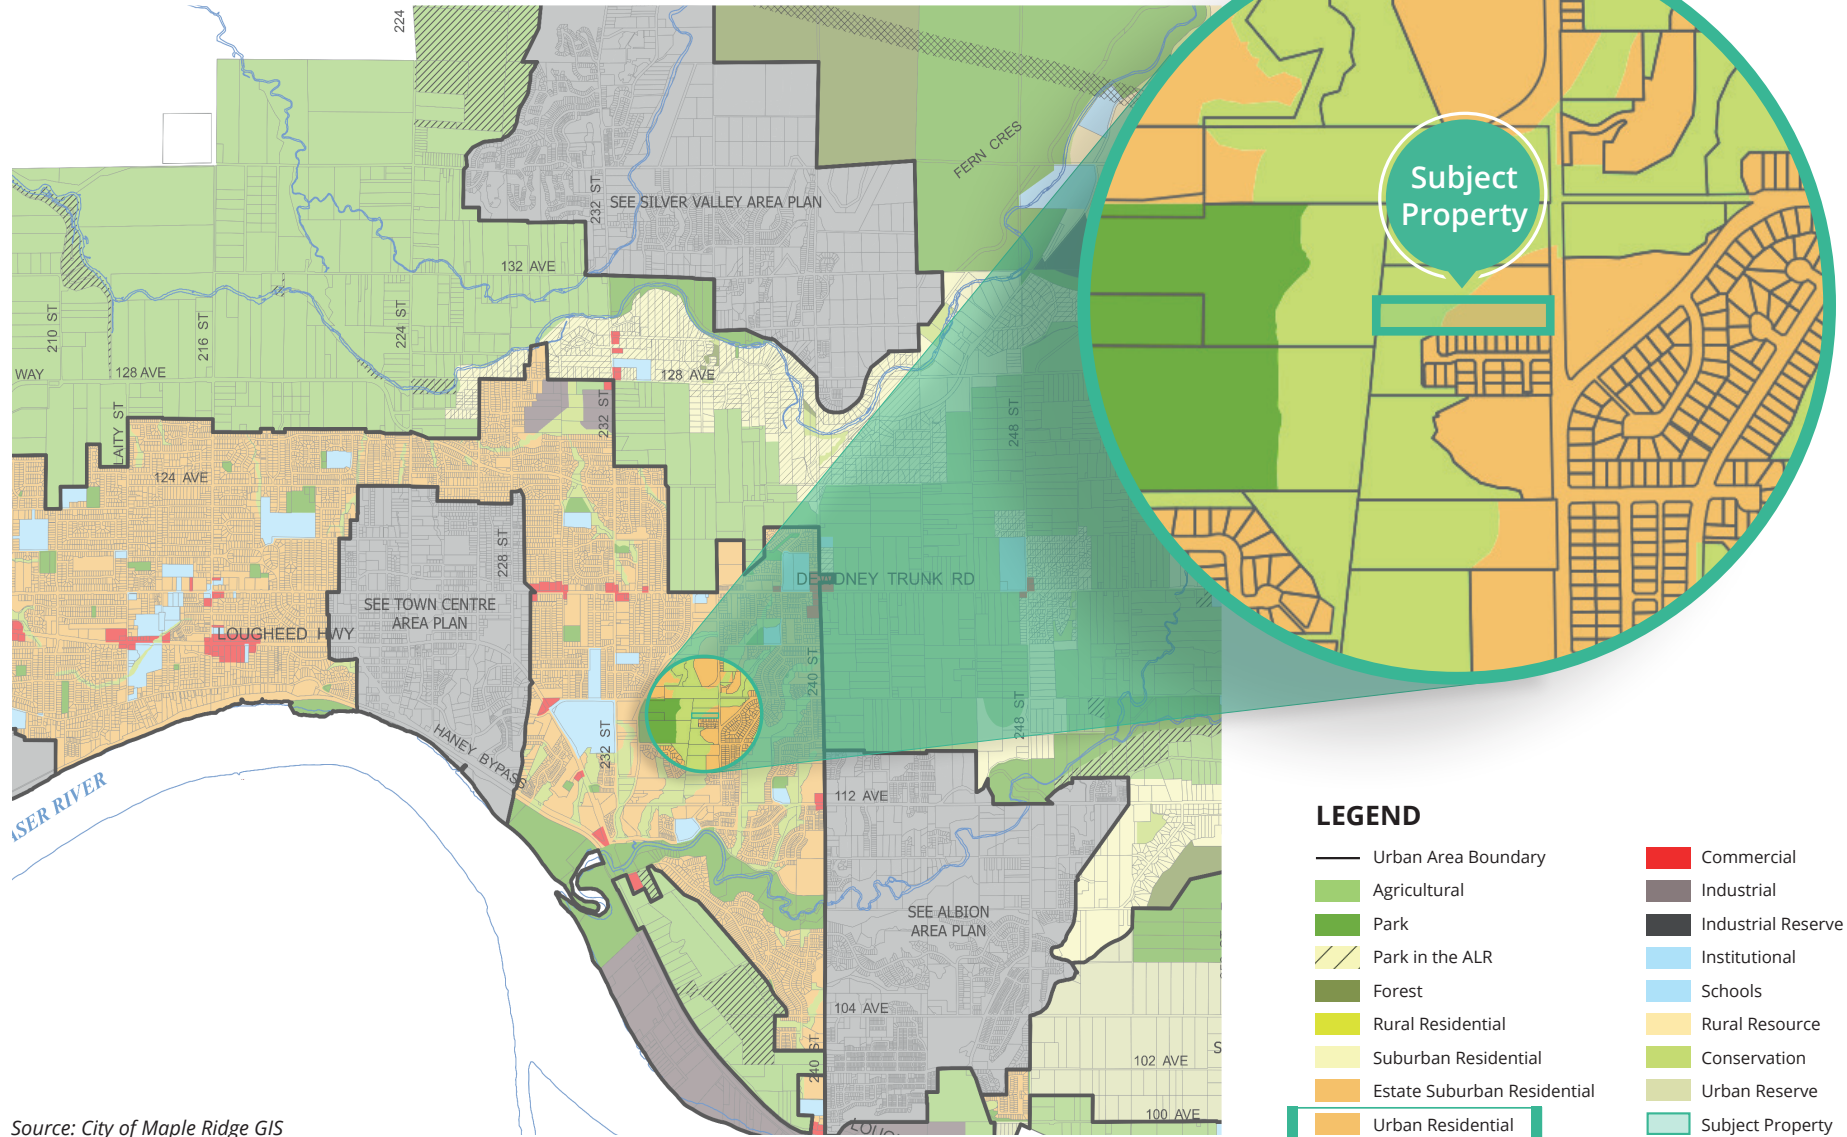 224
FERN CRES
232 ST
SEE SILVER VALLEY AREA PLAN
Subject
Property
132 AVE
210 ST
216 ST
224 ST
WAY
128 AVE
128 AVE
LAITY ST
232 ST
248 ST
124 AVE
228 ST
DEWDNEY TRUNK RD
SEE TOWN CENTRE
AREA PLAN
LOUGHEED HWY
240 ST
248 ST
232 ST
HANEY BYPASS
112 AVE
ASER RIVER
SEE ALBION
AREA PLAN
104 AVE
240 ST
102 AVE
S
100 AVE
LEGEND
Urban Area Boundary
Agricultural
Park
Park in the ALR
Forest
Rural Residential
Suburban Residential
Estate Suburban Residential
Urban Residential
Commercial
Industrial
Industrial Reserve
Institutional
Schools
Rural Resource
Conservation
Urban Reserve
Subject Property
Source: City of Maple Ridge GIS